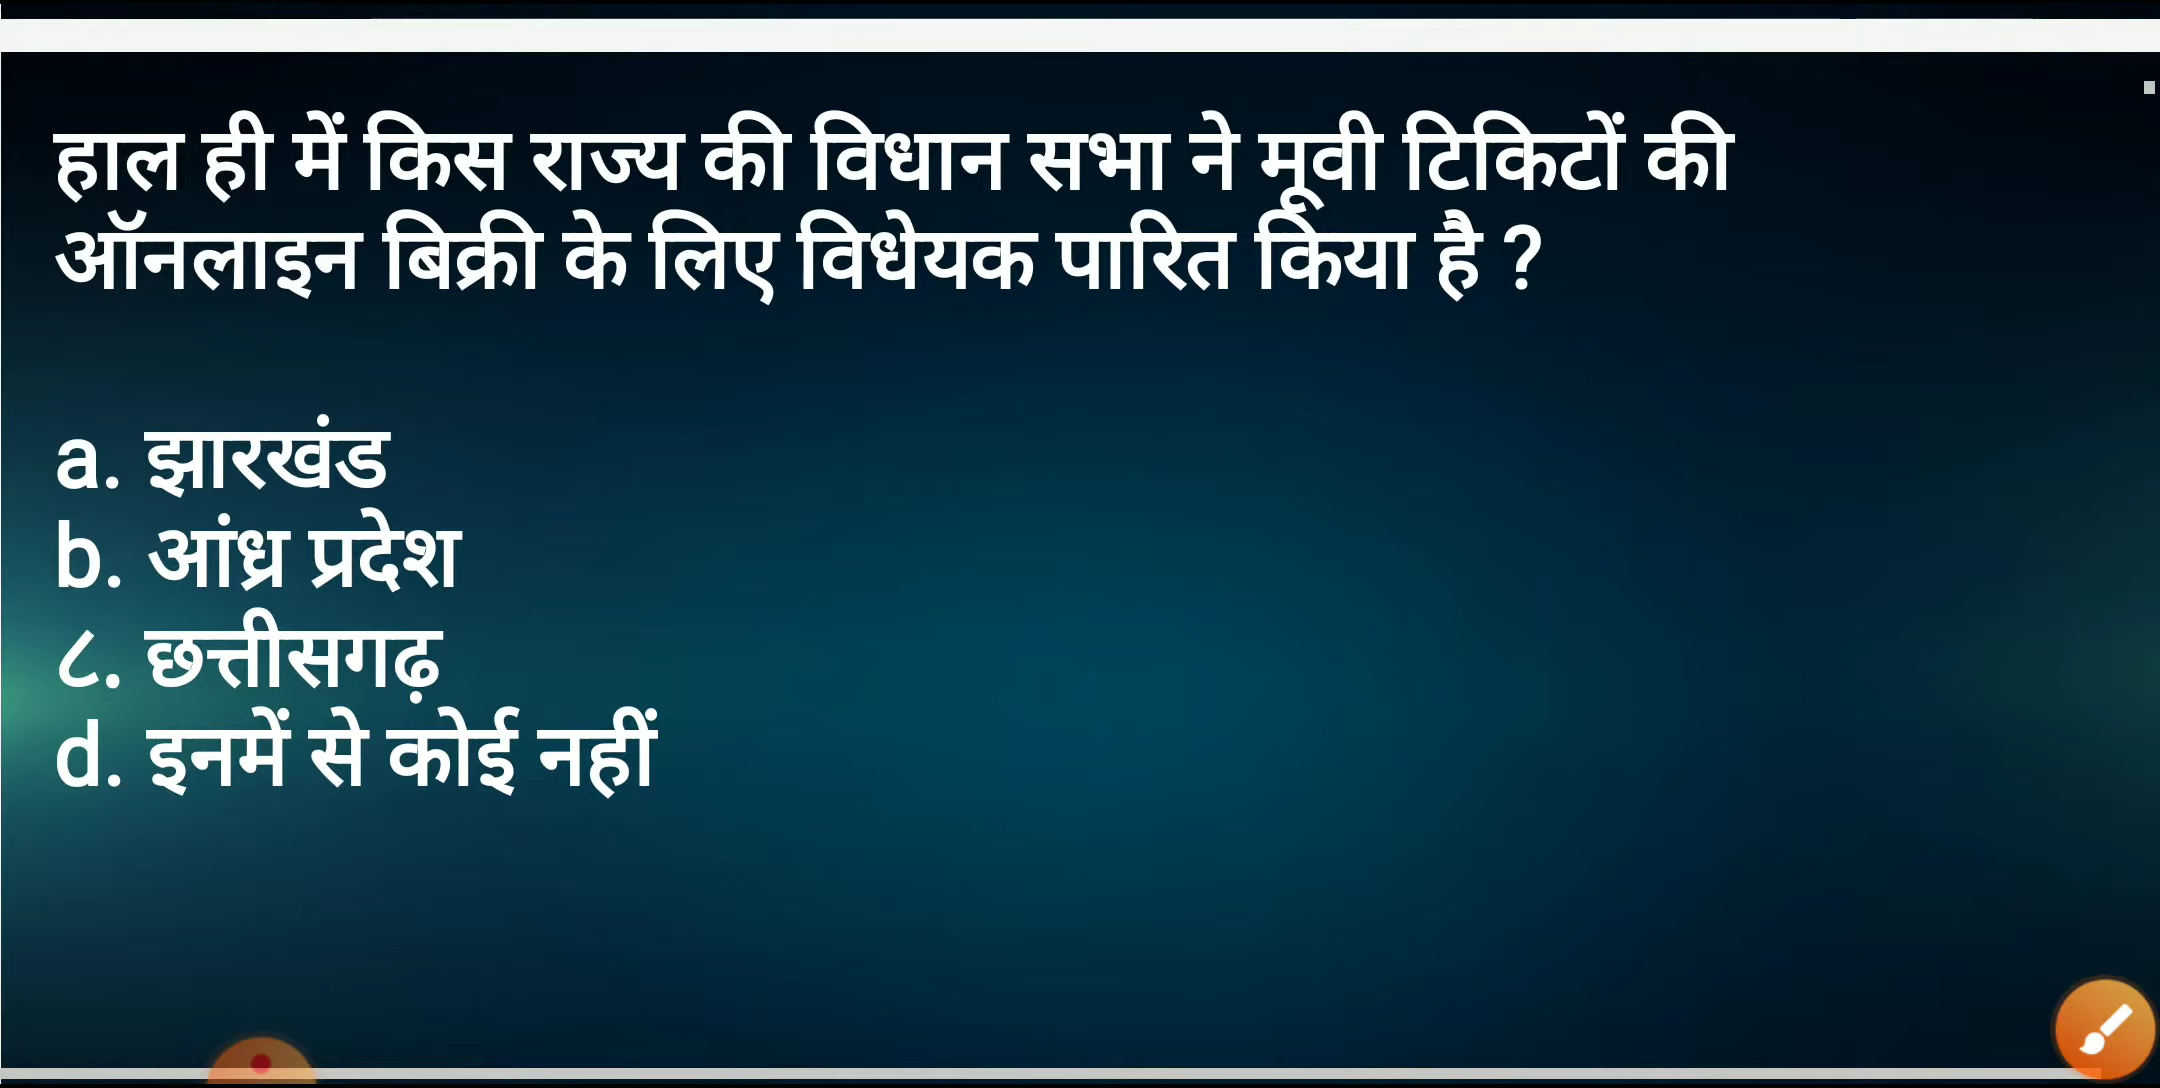 हाल ही में किस राज्य की विधान सभा ने मूवी टिकिटों की
ऑनलाइन बिक्री के लिए विधेयक पारित किया है ?
a. झारखंड
b. आंध्र प्रदेश
८. छत्तीसगढ़
d. इनमें से कोई नहीं